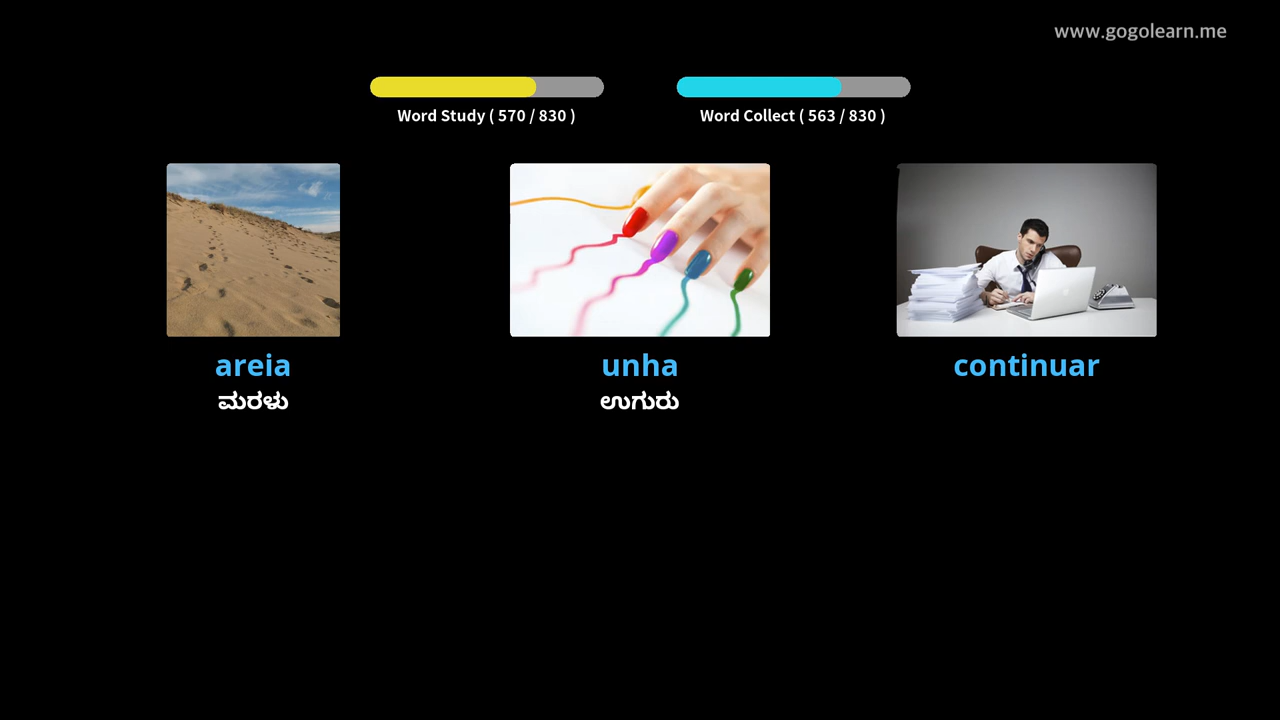 www.gogolearn.me
Word Study ( 570 / 830 )
Word Collect ( 563 / 830 )
areia
ಮರಳು
unha
ಉಗುರು
continuar